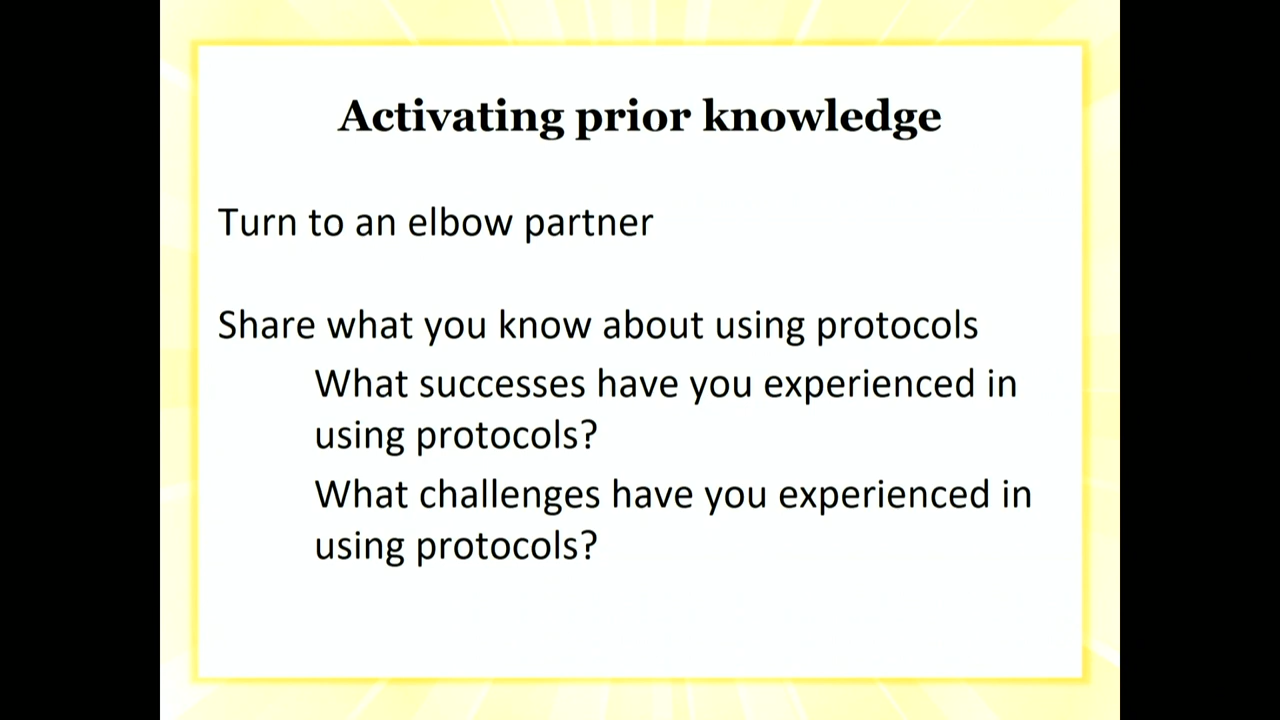 Activating prior knowledge
Turn to an elbow partner
Share what you know about using protocols
What successes have you experienced in
using protocols?
What challenges have you experienced in
using protocols?